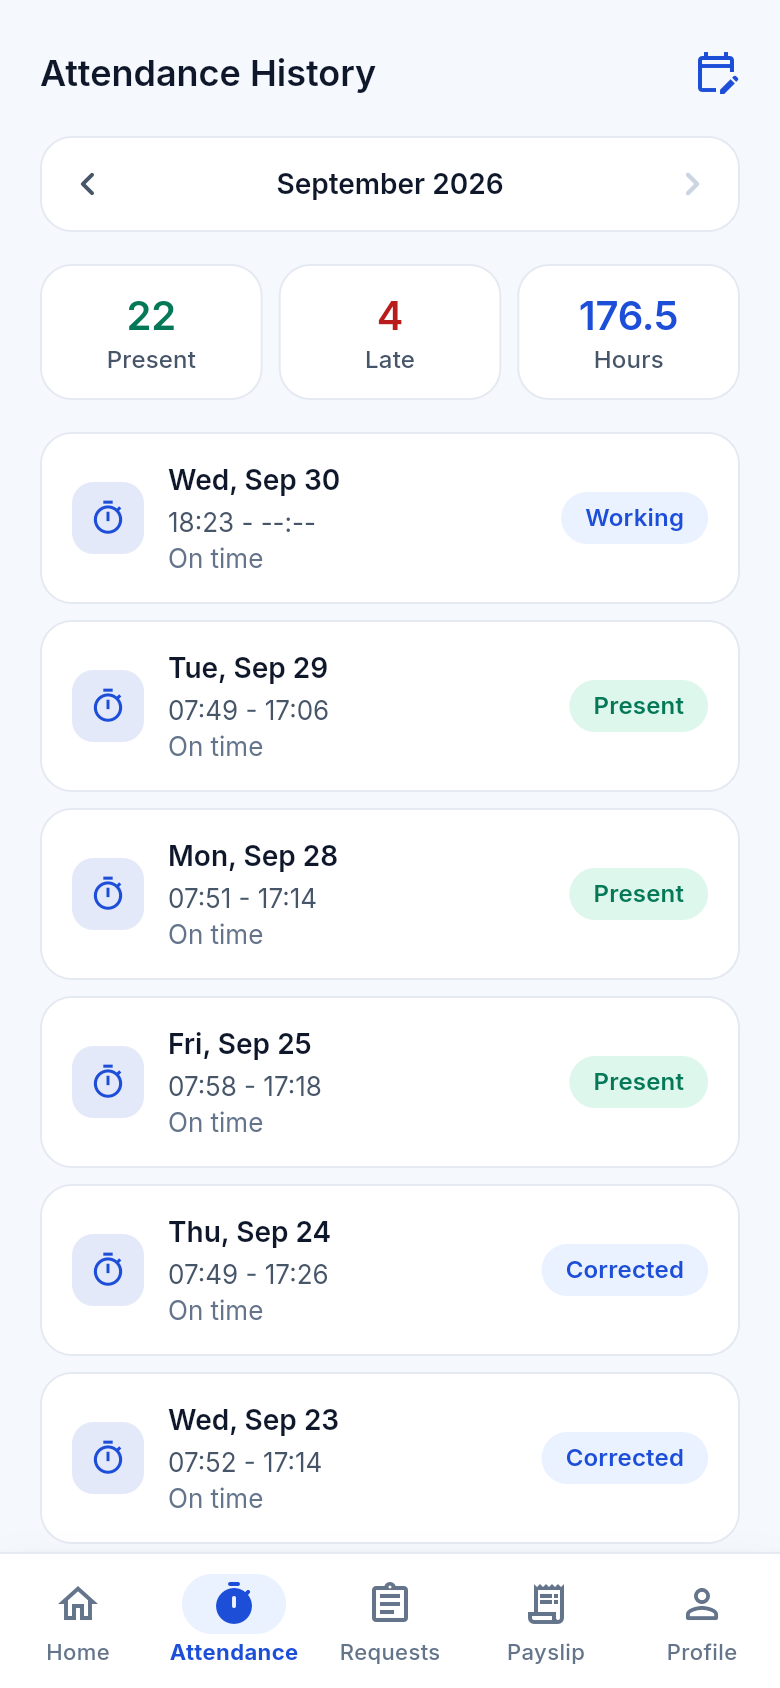 Attendance History
September 2026
22
Present
4
Late
176.5
Hours
Wed, Sep 30
18:23 - --:--
On time
Working
Tue, Sep 29
07:49 - 17:06
On time
Present
Mon, Sep 28
07:51 - 17:14
On time
Present
Fri, Sep 25
07:58 - 17:18
On time
Present
Thu, Sep 24
07:49 - 17:26
On time
Corrected
Wed, Sep 23
07:52 - 17:14
On time
Corrected
Home
Attendance
Requests
Payslip
Profile